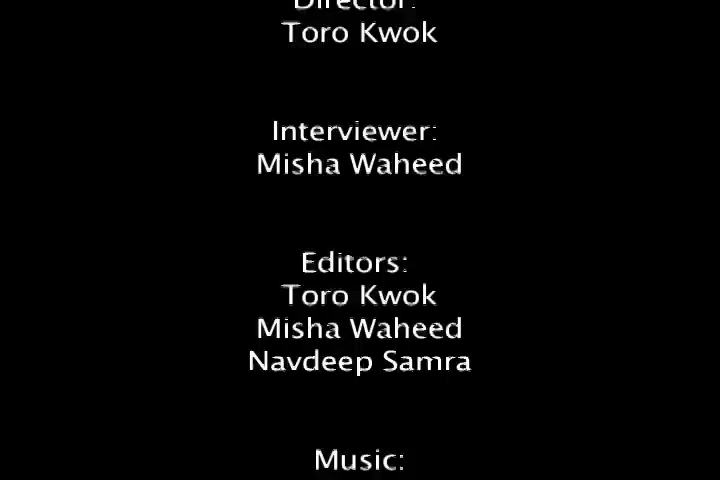 Director:
Toro Kwok
Interviewer:
Misha Waheed
Editors:
Toro Kwok
Misha Waheed
Navdeep Samra
Music: